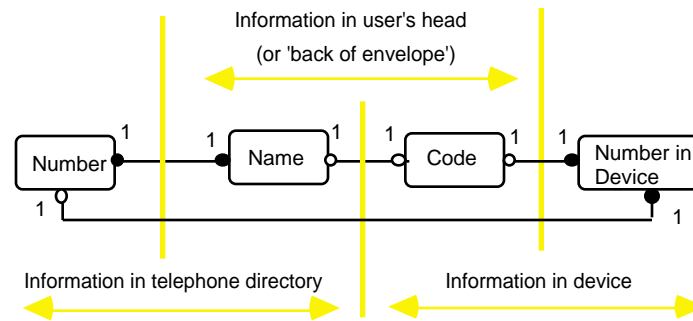 Information in user's head
(or 'back of envelope')
1 1 1 1 1 1
Number
Name
Code
Number in
Device
1 1
Information in telephone directory
Information in device